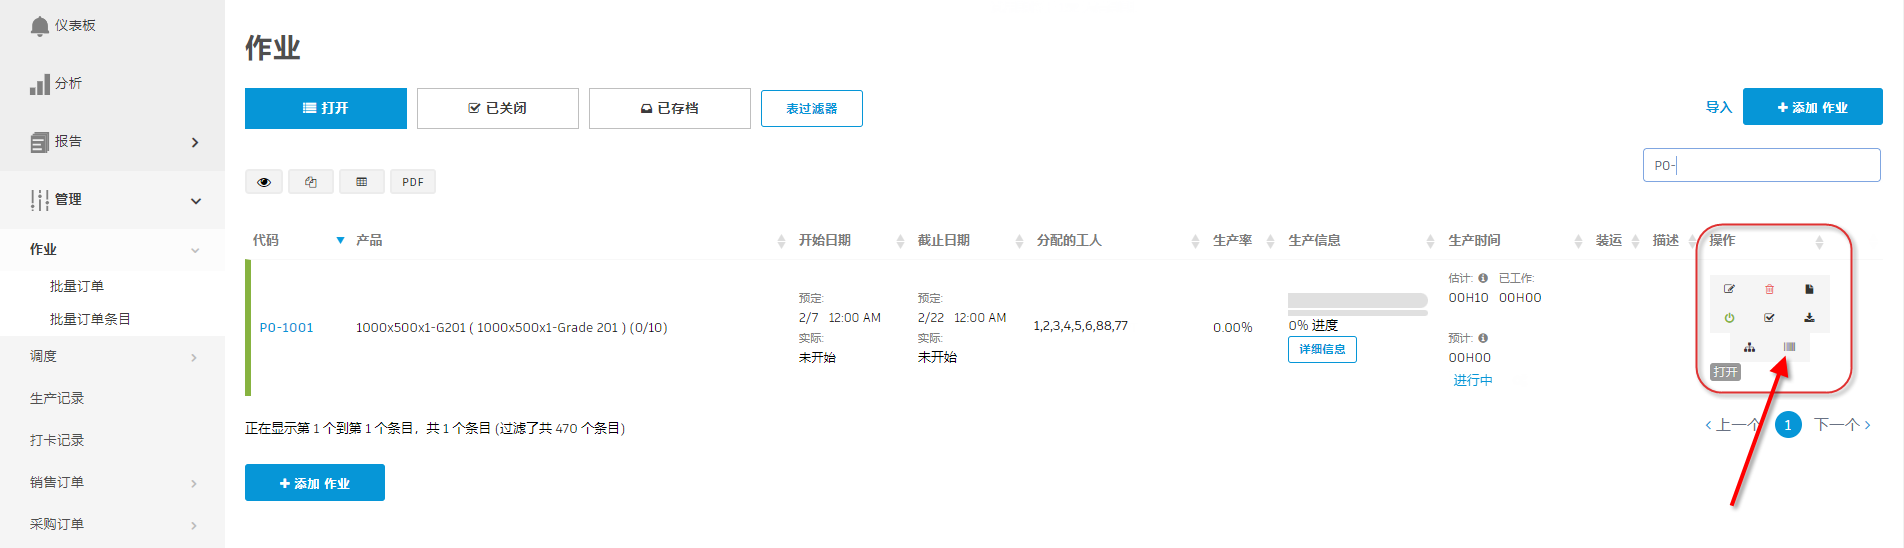 仪表板
分析
报告
管理
作业
批量订单
批量订单条目
调度
生产记录
打卡记录
销售订单
采购订单
作业
打开
已关闭
已存档
表过滤器
导入
添加 作业
PO-
PDF
代码 产品 开始日期 截止日期 分配的工人 生产率 生产信息 生产时间 装运 描述 操作
PO-1001
1000x500x1-G201 ( 1000x500x1-Grade 201 ) (0/10)
预定:
2/7 12:00 AM
实际:
未开始
预定:
2/22 12:00 AM
实际:
未开始
1,2,3,4,5,6,88,77
0.00%
0% 进度
详细信息
估计: 已工作:
00H10 00H00
预计:
00H00
进行中
打开
正在显示第 1 个到第 1 个条目，共 1 个条目 (过滤了共 470 个条目)
上一个 1 下一个
添加 作业